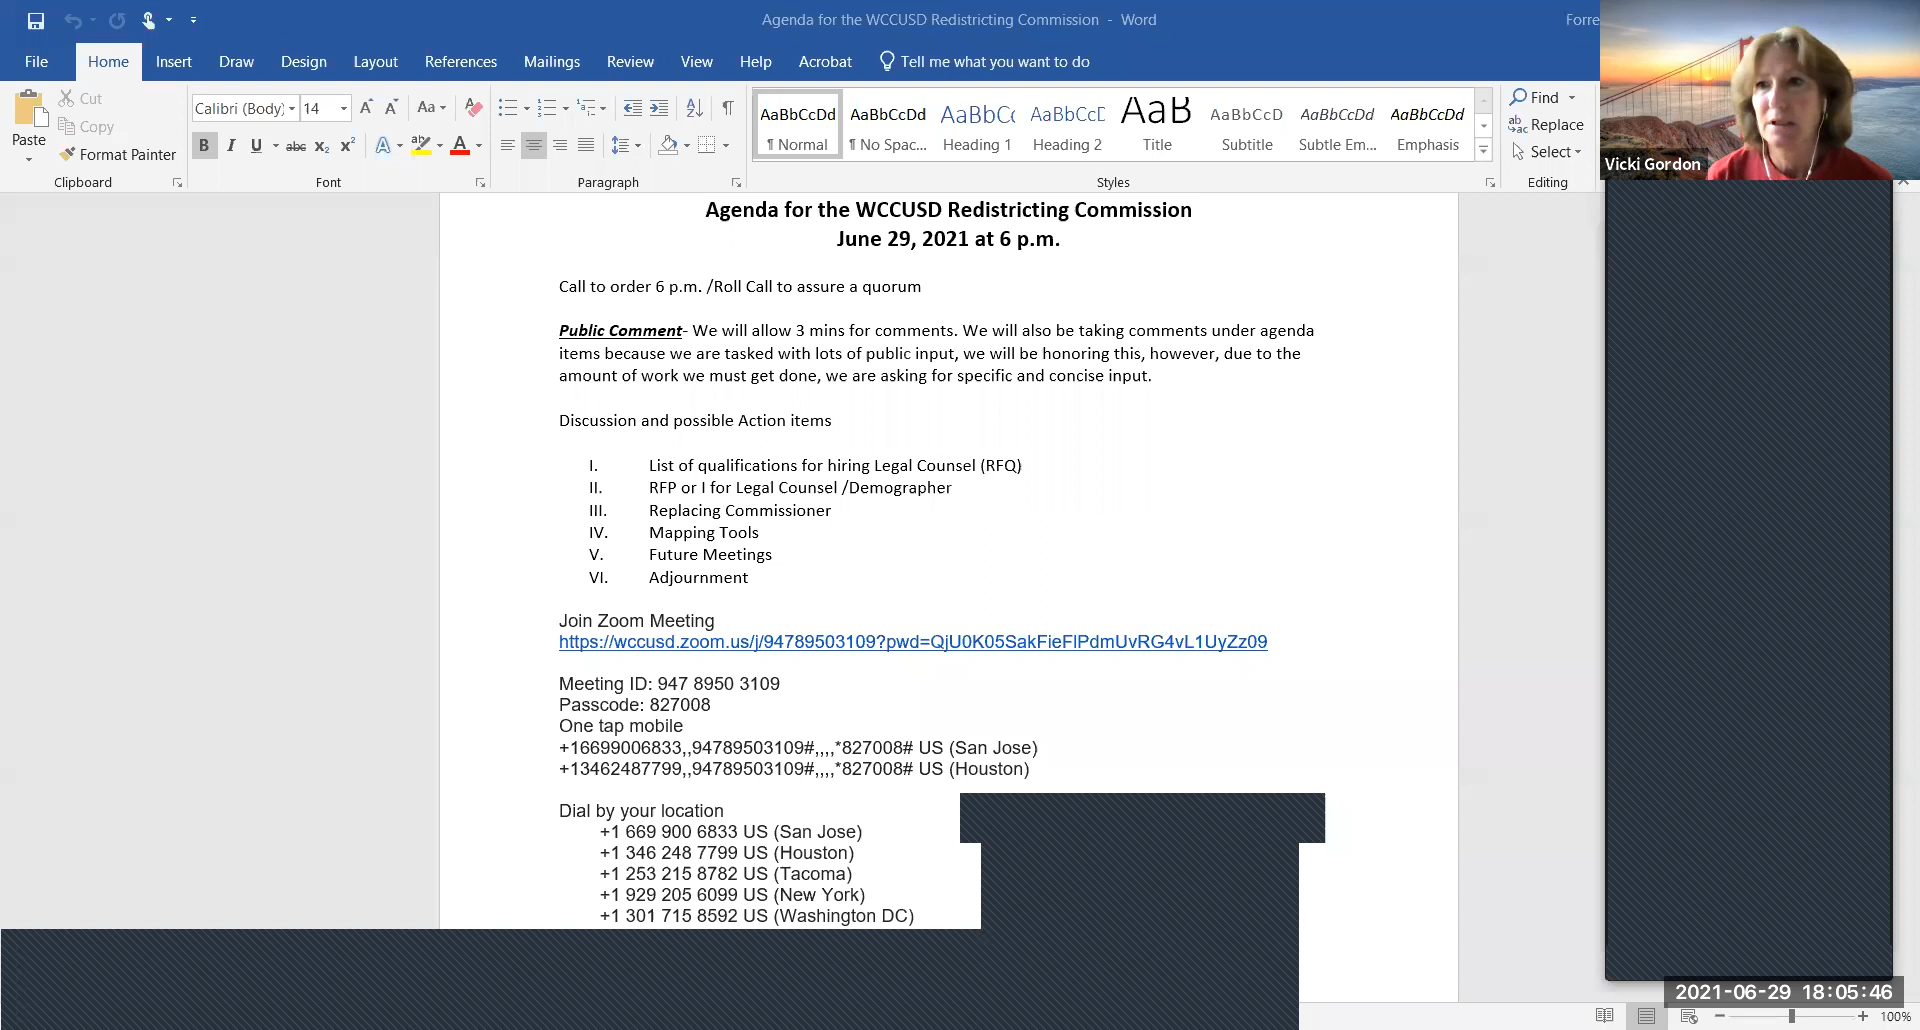 Agenda for the WCCUSD Redistricting Commission - Word
Forre
File Home Insert Draw Design Layout References Mailings Review View Help Acrobat Tell me what you want to do
Paste
Cut
Copy
Format Painter
Clipboard
Calibri (Body) 14
Font
Paragraph
AaBbCcDd AaBbCcDd AaBbCc AaBbCcD AaB AaBbCcD AaBbCcDd AaBbCcDd
¶ Normal ¶ No Spac... Heading 1 Heading 2 Title Subtitle Subtle Em... Emphasis
Styles
Find
Replace
Select
Editing
Vicki Gordon
Agenda for the WCCUSD Redistricting Commission
June 29, 2021 at 6 p.m.
Call to order 6 p.m. /Roll Call to assure a quorum
Public Comment- We will allow 3 mins for comments. We will also be taking comments under agenda
items because we are tasked with lots of public input, we will be honoring this, however, due to the
amount of work we must get done, we are asking for specific and concise input.
Discussion and possible Action items
I. List of qualifications for hiring Legal Counsel (RFQ)
II. RFP or I for Legal Counsel /Demographer
III. Replacing Commissioner
IV. Mapping Tools
V. Future Meetings
VI. Adjournment
Join Zoom Meeting
https://wccusd.zoom.us/j/94789503109?pwd=QjU0K05SakFieFlPdmUvRG4vL1UyZz09
Meeting ID: 947 8950 3109
Passcode: 827008
One tap mobile
+16699006833,,94789503109#,,,,*827008# US (San Jose)
+13462487799,,94789503109#,,,,*827008# US (Houston)
Dial by your location
+1 669 900 6833 US (San Jose)
+1 346 248 7799 US (Houston)
+1 253 215 8782 US (Tacoma)
+1 929 205 6099 US (New York)
+1 301 715 8592 US (Washington DC)
2021-06-29 18:05:46
100%